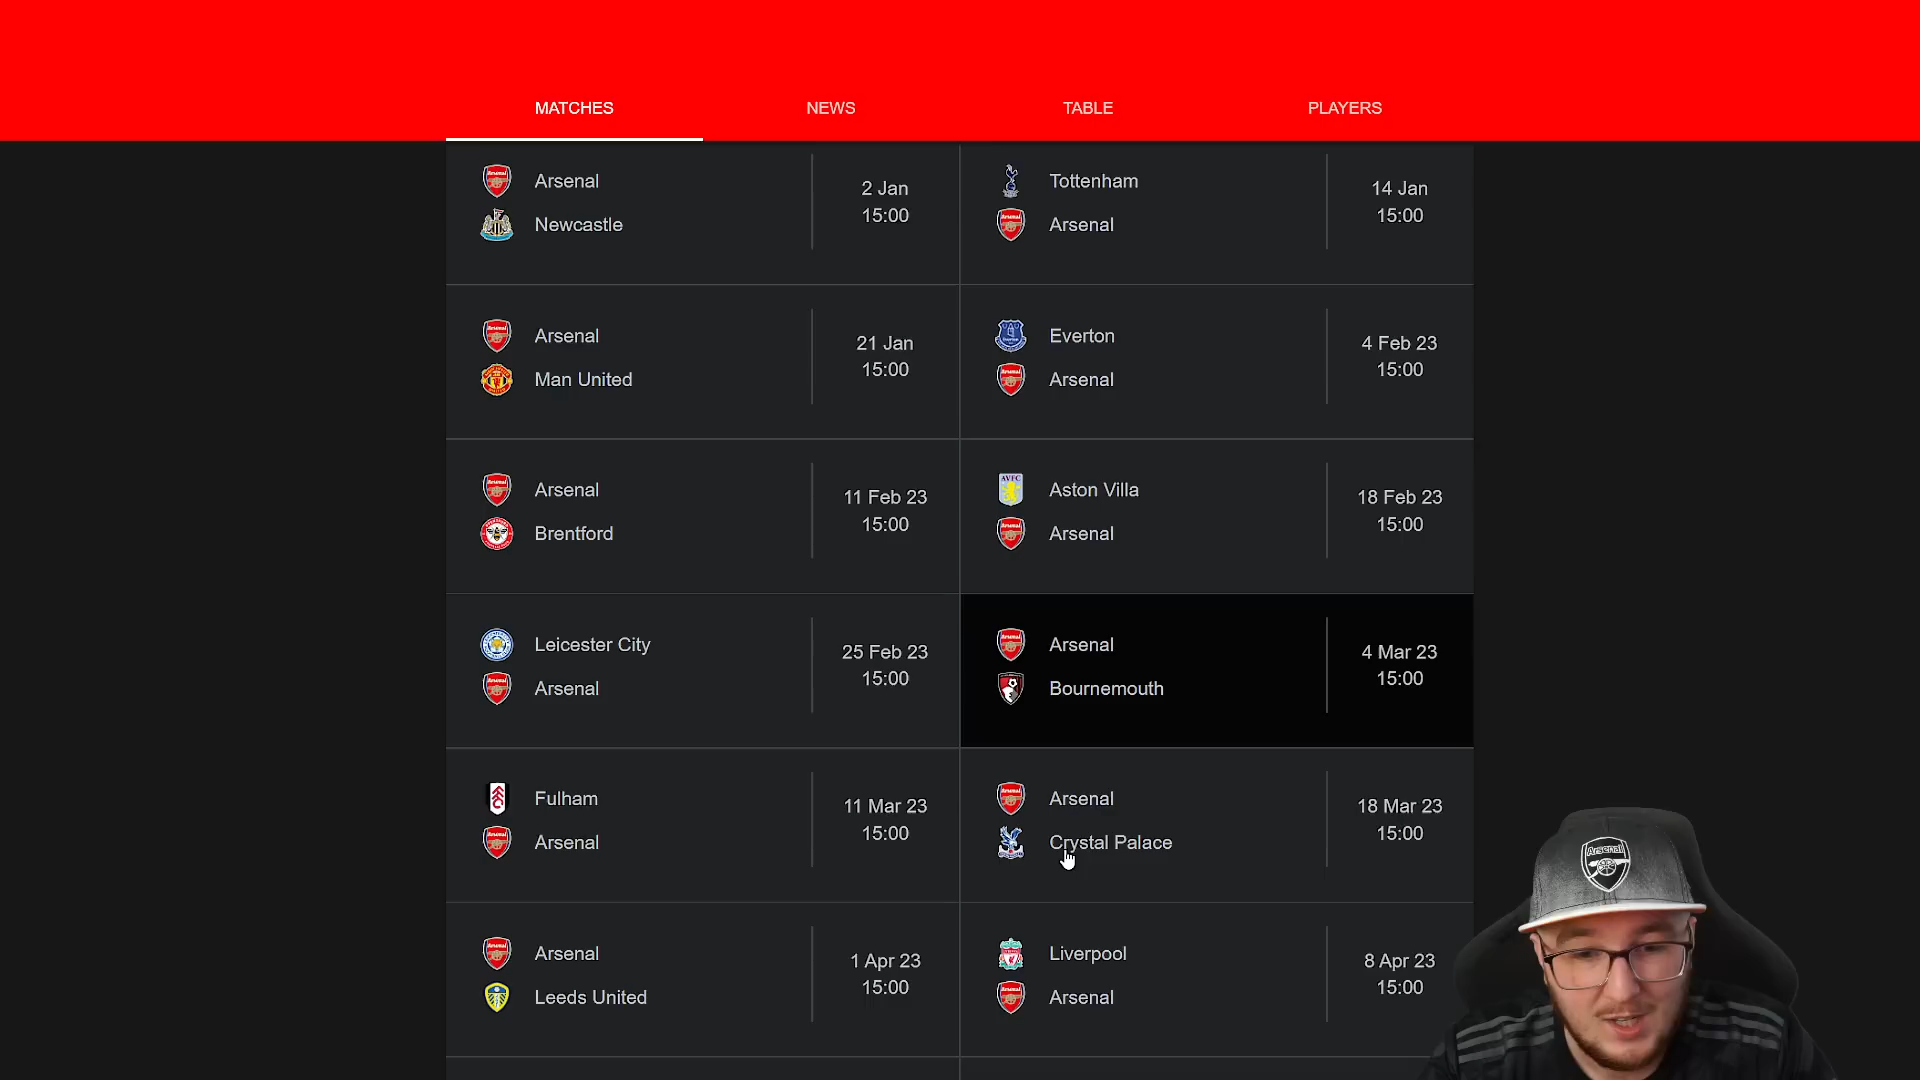 MATCHES
NEWS
TABLE
PLAYERS
Arsenal
Newcastle
2 Jan
15:00
Tottenham
Arsenal
14 Jan
15:00
Arsenal
Man United
21 Jan
15:00
Everton
Arsenal
4 Feb 23
15:00
Arsenal
Brentford
11 Feb 23
15:00
AVFC
Aston Villa
Arsenal
18 Feb 23
15:00
Leicester City
Arsenal
25 Feb 23
15:00
Arsenal
Bournemouth
4 Mar 23
15:00
Fulham
Arsenal
11 Mar 23
15:00
Arsenal
Crystal Palace
18 Mar 23
15:00
Arsenal
Leeds United
1 Apr 23
15:00
Liverpool
Arsenal
8 Apr 23
15:00
Arsenal